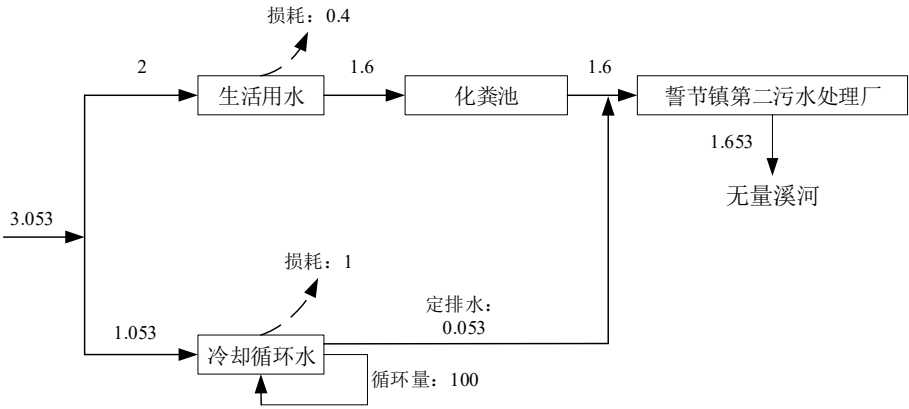 损耗：0.4
2
1.6
1.6
生活用水
化粪池
誓节镇第二污水处理厂
1.653
无量溪河
3.053
损耗：1
定排水：
0.053
1.053
冷却循环水
循环量：100